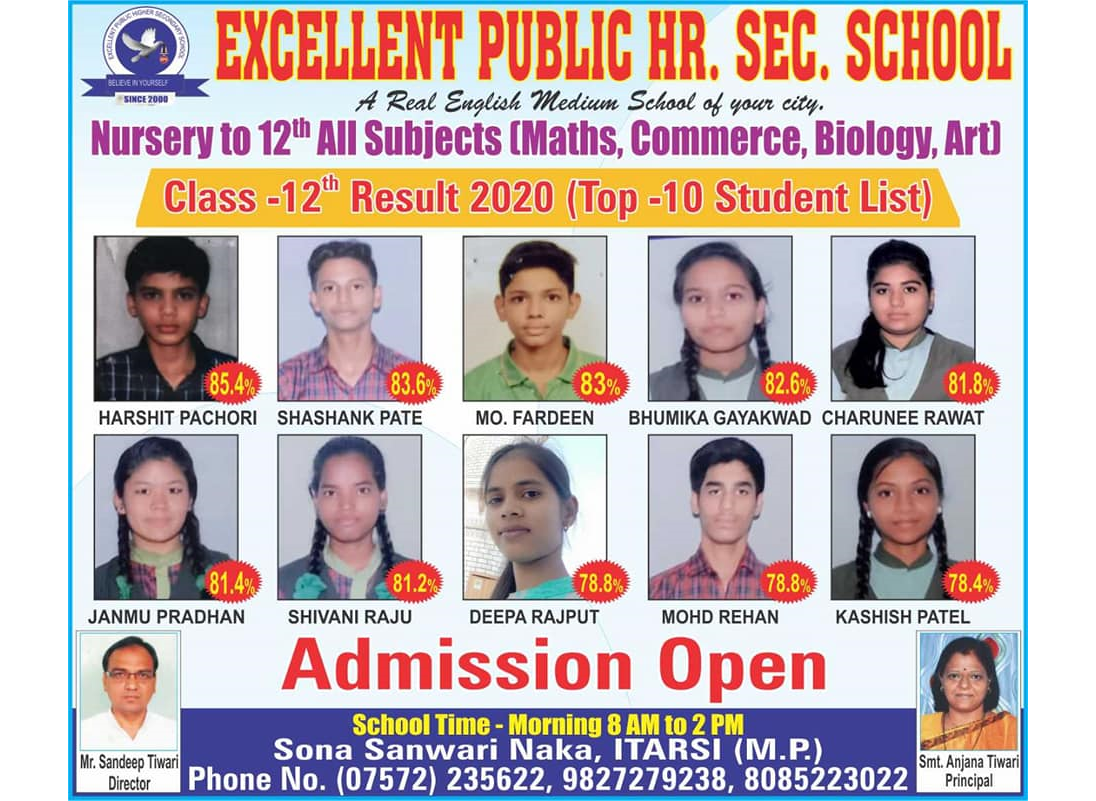 EXCELLENT PUBLIC HIGHER SECONDARY SCHOOL
BELIEVE IN YOURSELF
SINCE 2000
EXCELLENT PUBLIC HR. SEC. SCHOOL
A Real English Medium School of your city.
Nursery to 12th All Subjects (Maths, Commerce, Biology, Art)
Class -12th Result 2020 (Top -10 Student List)
85.4% 83.6% 83% 82.6% 81.8%
HARSHIT PACHORI SHASHANK PATE MO. FARDEEN BHUMIKA GAYAKWAD CHARUNEE RAWAT
81.4% 81.2% 78.8% 78.8% 78.4%
JANMU PRADHAN SHIVANI RAJU DEEPA RAJPUT MOHD REHAN KASHISH PATEL
Admission Open
School Time - Morning 8 AM to 2 PM
Sona Sanwari Naka, ITARSI (M.P.)
Phone No. (07572) 235622, 9827279238, 8085223022
Mr. Sandeep Tiwari
Director
Smt. Anjana Tiwari
Principal